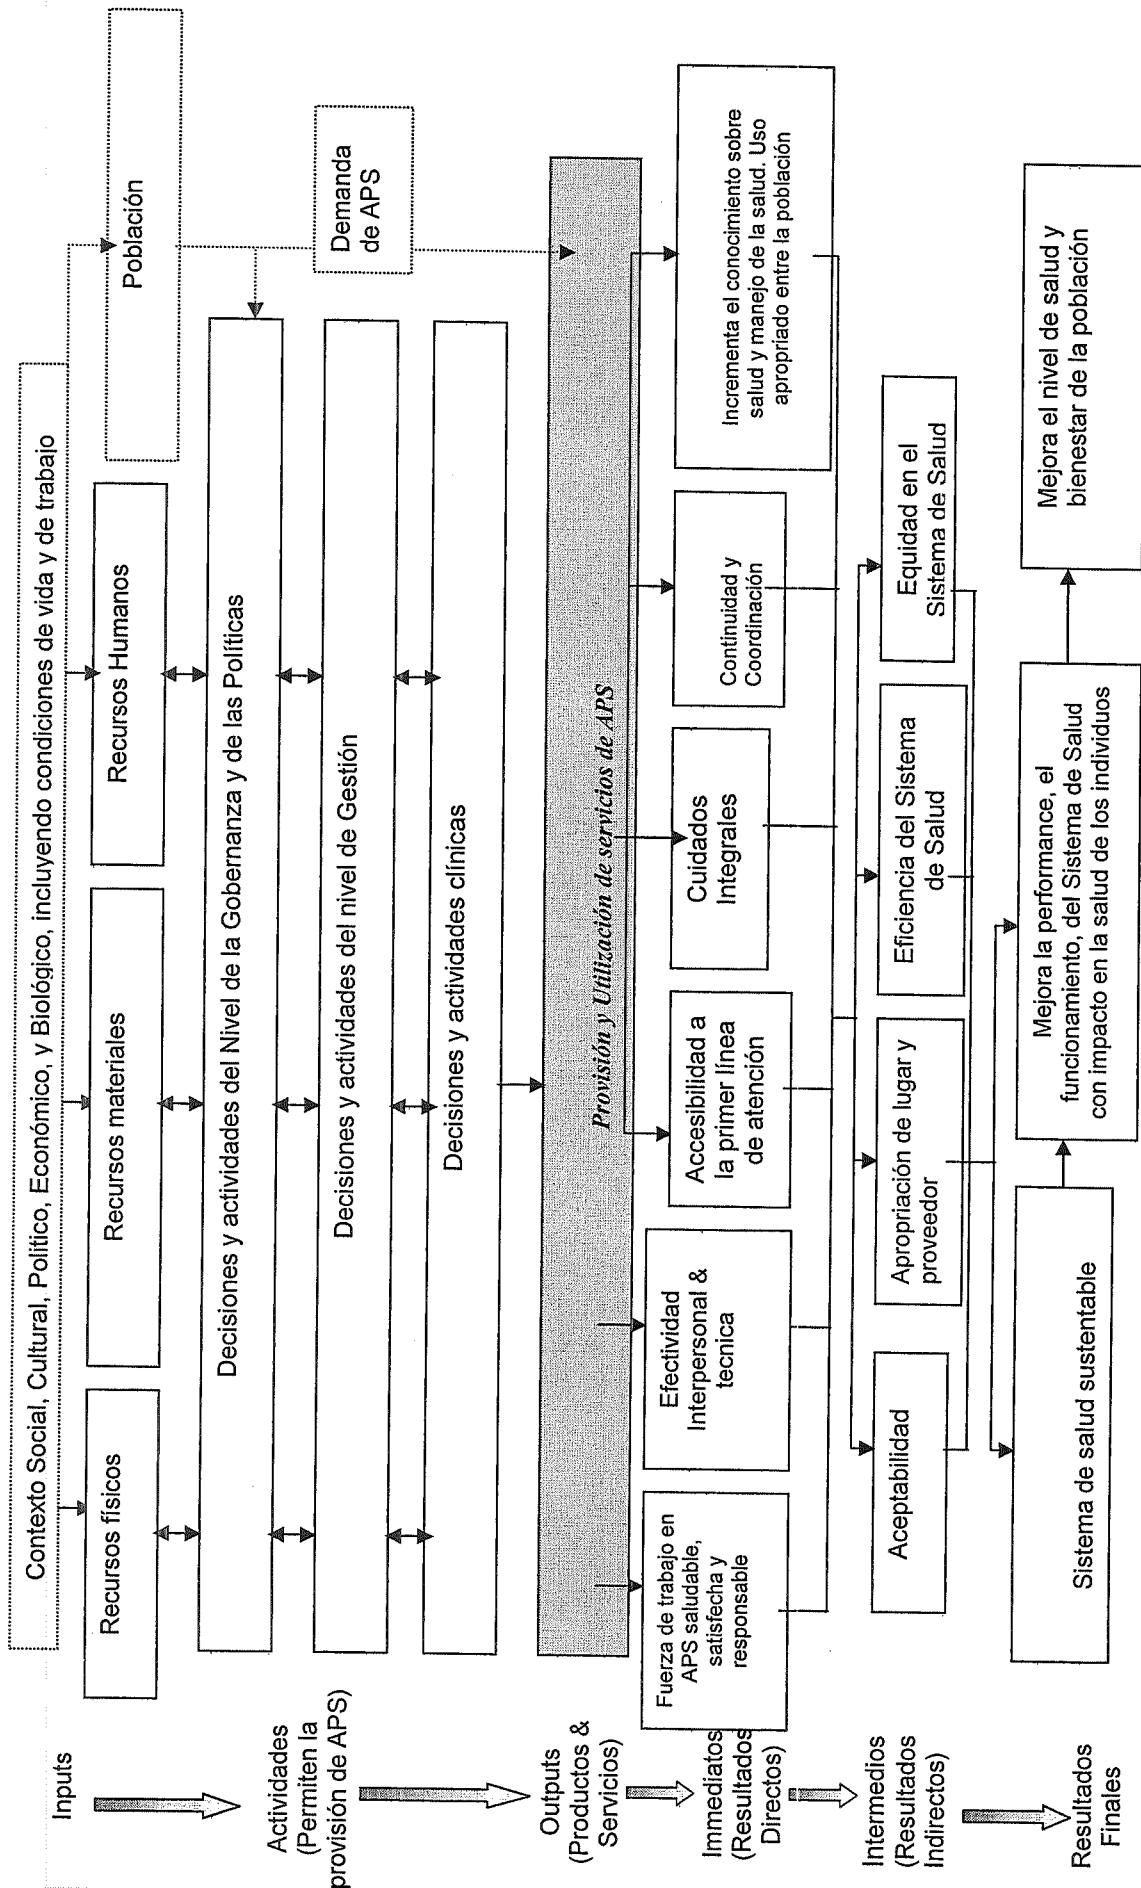 Contexto Social, Cultural, Politico, Económico, y Biológico, incluyendo condiciones de vida y de trabajo
Inputs
Recursos físicos
Recursos materiales
Recursos Humanos
Población
Actividades
(Permiten la
provisión de APS)
Decisiones y actividades del Nivel de la Gobernanza y de las Políticas
Decisiones y actividades del nivel de Gestión
Decisiones y actividades clínicas
Demanda
de APS
Outputs
(Productos &
Servicios)
Provisión y Utilización de servicios de APS
Immediatos
(Resultados
Directos)
Fuerza de trabajo en
APS saludable,
satisfecha y
responsable
Efectividad
Interpersonal &
tecnica
Accesibilidad a
la primer línea
de atención
Cuidados
Integrales
Continuidad y
Coordinación
Incrementa el conocimiento sobre
salud y manejo de la salud. Uso
apropriado entre la población
Intermedios
(Resultados
Indirectos)
Aceptabilidad
Apropriación de lugar y
proveedor
Eficiencia del Sistema
de Salud
Equidad en el
Sistema de Salud
Resultados
Finales
Sistema de salud sustentable
Mejora la performance, el
funcionamiento, del Sistema de Salud
con impacto en la salud de los individuos
Mejora el nivel de salud y
bienestar de la población